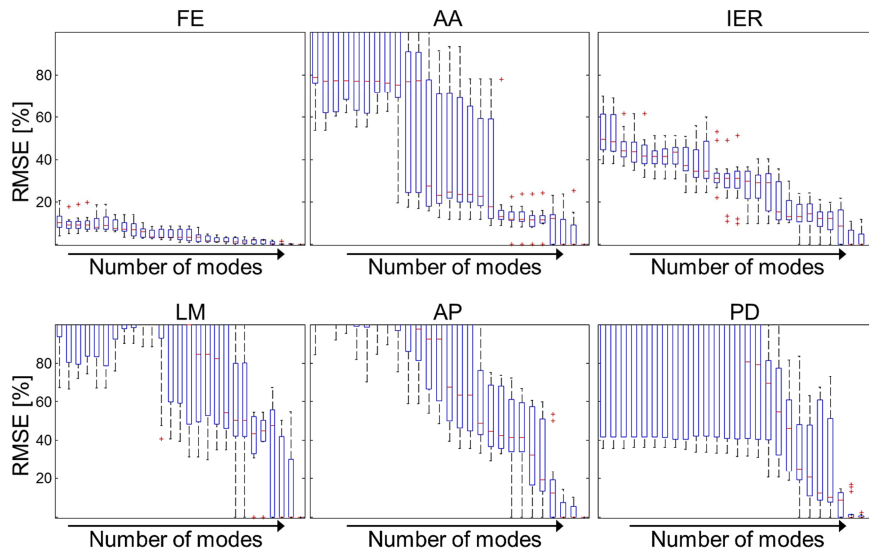 FE AA IER
RMSE [%]
80
60
40
20
Number of modes Number of modes Number of modes
LM AP PD
RMSE [%]
80
60
40
20
Number of modes Number of modes Number of modes